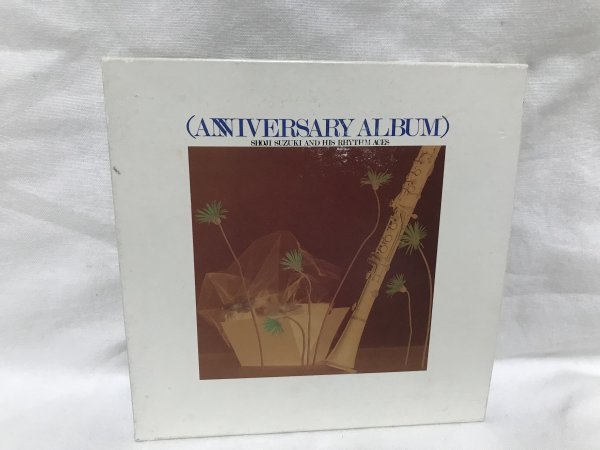 (ANNIVERSARY ALBUM)
SHOJI SUZUKI AND HIS RHYTHM ACES